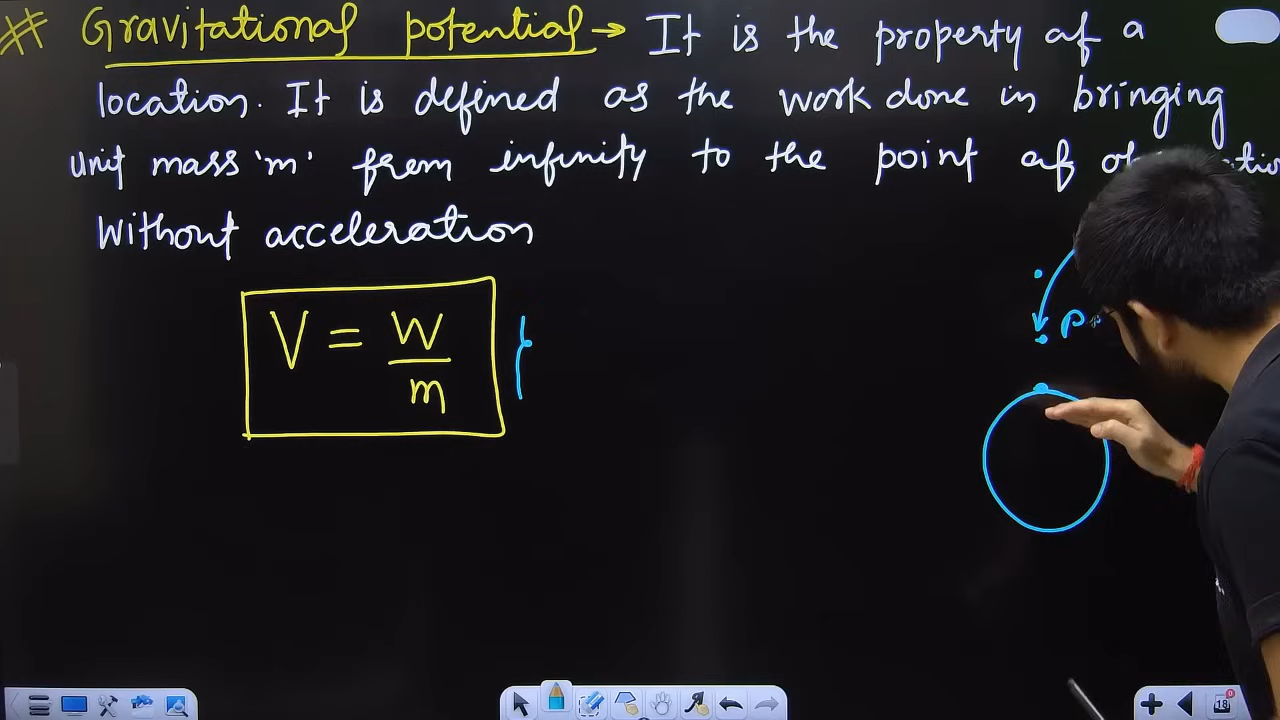 # Gravitational potential → It is the property of a
location. It is defined as the work done in bringing
unit mass 'm' from infinity to the point of
Without acceleration
V = W/m
P
18